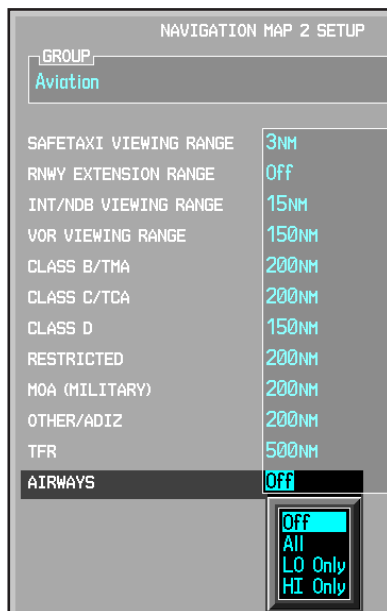 NAVIGATION MAP 2 SETUP
GROUP
Aviation
SAFETAXI VIEWING RANGE 3NM
RNWY EXTENSION RANGE Off
INT/NDB VIEWING RANGE 15NM
VOR VIEWING RANGE 150NM
CLASS B/TMA 200NM
CLASS C/TCA 200NM
CLASS D 150NM
RESTRICTED 200NM
MOA (MILITARY) 200NM
OTHER/ADIZ 200NM
TFR 500NM
AIRWAYS Off
Off
All
LO Only
HI Only